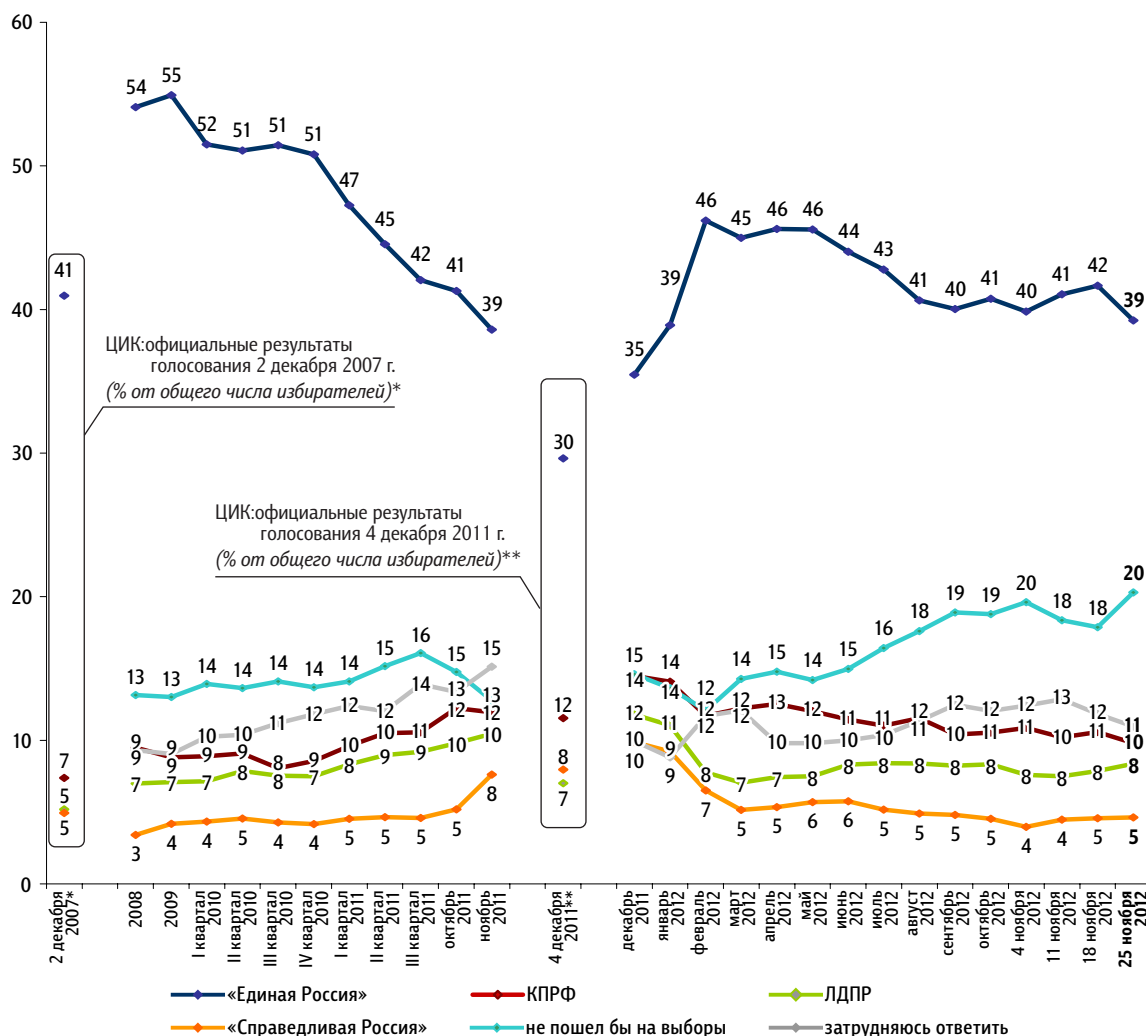 60
50
40
30
20
10
0
54 55 52 51 51 51 47 45 42 41 39
46 45 46 46 44 43 41 40 41 40 41 42 39
39
35
41
ЦИК:официальные результаты
голосования 2 декабря 2007 г.
(% от общего числа избирателей)*
30
ЦИК:официальные результаты
голосования 4 декабря 2011 г.
(% от общего числа избирателей)**
13 13 14 14 14 14 14 15 16 15 13
15 14 12 14 15 14 15 16 18 19 19 20 18 18 20
9 9 10 10 11 12 12 12 14 13 15
10 9 12 12 10 10 10 10 11 12 12 12 13 12 11
7
9 9 9 9 8 9 10 11 11 12 12
12
14 14 12 12 13 12 11 11 12 10 11 11 10 11 10
5
7 7 7 8 8 8 8 9 9 10 10
7
12 11 8 7 7 8 8 8 8 8 8 8 8 8 8
5
3 4 4 5 4 4 5 5 5 5 8
8
10 9 7 5 5 6 6 5 5 5 5 4 4 5 5
2 декабря
2007*
2008
2009
I квартал
2010
II квартал
2010
III квартал
2010
IV квартал
2010
I квартал
2011
II квартал
2011
III квартал
2011
октябрь
2011
ноябрь
2011
4 декабря
2011**
декабрь
2011
январь
2012
февраль
2012
март
2012
апрель
2012
май
2012
июнь
2012
июль
2012
август
2012
сентябрь
2012
октябрь
2012
4 ноября
2012
11 ноября
2012
18 ноября
2012
25 ноября
2012
«Единая Россия» КПРФ ЛДПР
«Справедливая Россия» не пошел бы на выборы затрудняюсь ответить